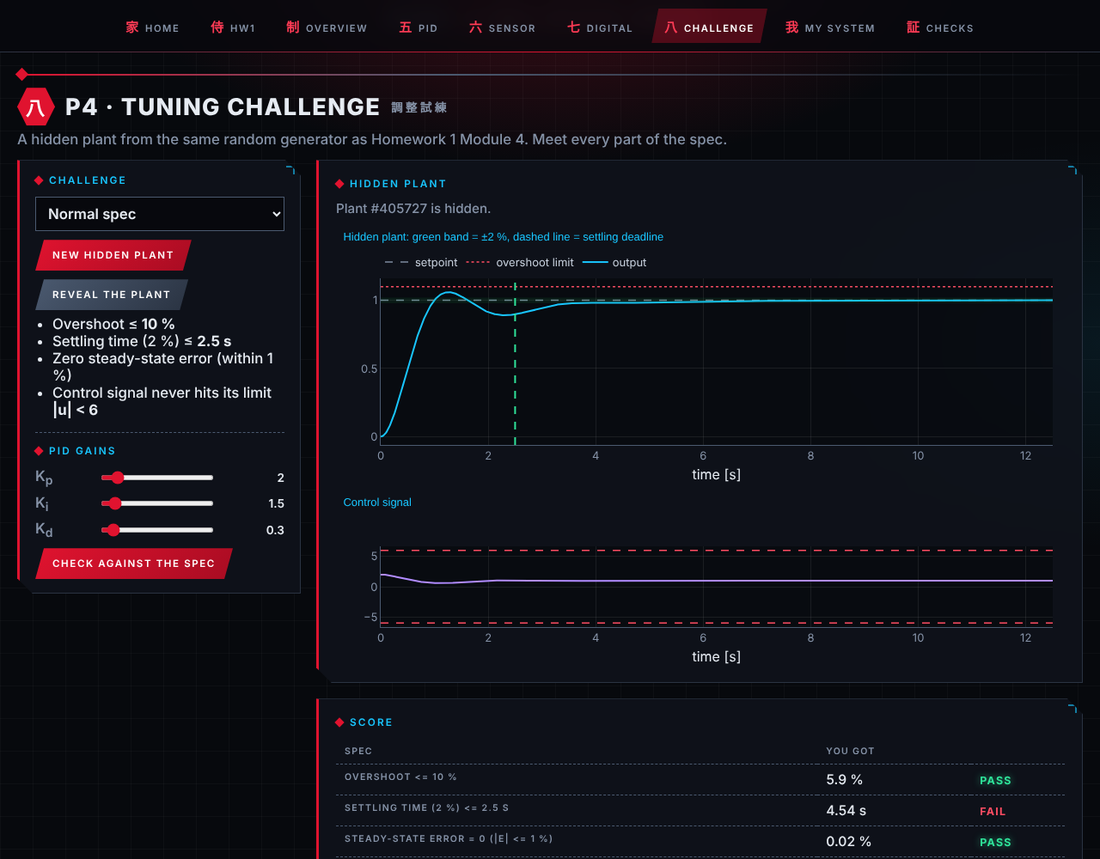 家 HOME 侍 HW1 制 OVERVIEW 五 PID 六 SENSOR 七 DIGITAL 八 CHALLENGE 我 MY SYSTEM 証 CHECKS
八 P4 · TUNING CHALLENGE 調整試練
A hidden plant from the same random generator as Homework 1 Module 4. Meet every part of the spec.
CHALLENGE
Normal spec
NEW HIDDEN PLANT
REVEAL THE PLANT
• Overshoot ≤ 10 %
• Settling time (2 %) ≤ 2.5 s
• Zero steady-state error (within 1
%)
• Control signal never hits its limit
|u| < 6
PID GAINS
Kp 2
Ki 1.5
Kd 0.3
CHECK AGAINST THE SPEC
HIDDEN PLANT
Plant #405727 is hidden.
Hidden plant: green band = ±2 %, dashed line = settling deadline
setpoint overshoot limit output
1
0.5
0
0 2 4 6 8 10 12
time [s]
Control signal
5
0
−5
0 2 4 6 8 10 12
time [s]
SCORE
SPEC YOU GOT
OVERSHOOT <= 10 % 5.9 % PASS
SETTLING TIME (2 %) <= 2.5 S 4.54 s FAIL
STEADY-STATE ERROR = 0 (|E| <= 1 %) 0.02 % PASS